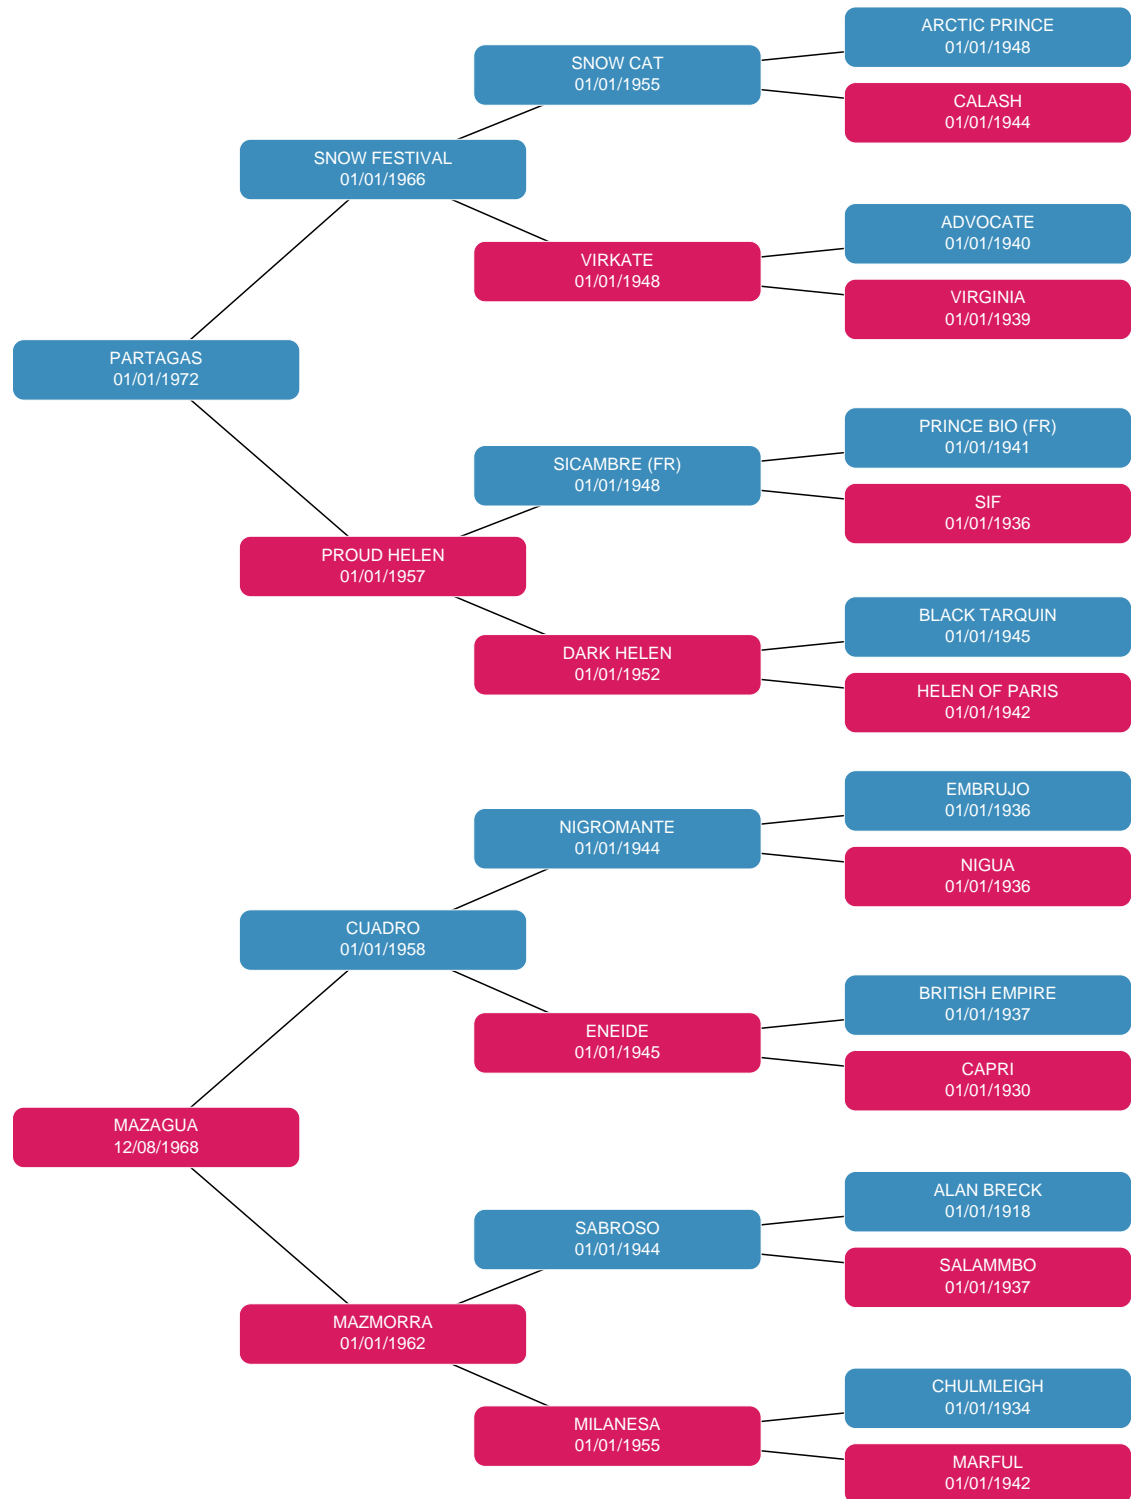 ARCTIC PRINCE
01/01/1948
SNOW CAT
01/01/1955
CALASH
01/01/1944
SNOW FESTIVAL
01/01/1966
ADVOCATE
01/01/1940
VIRKATE
01/01/1948
VIRGINIA
01/01/1939
PARTAGAS
01/01/1972
PRINCE BIO (FR)
01/01/1941
SICAMBRE (FR)
01/01/1948
SIF
01/01/1936
PROUD HELEN
01/01/1957
BLACK TARQUIN
01/01/1945
DARK HELEN
01/01/1952
HELEN OF PARIS
01/01/1942
EMBRUJO
01/01/1936
NIGROMANTE
01/01/1944
NIGUA
01/01/1936
CUADRO
01/01/1958
BRITISH EMPIRE
01/01/1937
ENEIDE
01/01/1945
CAPRI
01/01/1930
MAZAGUA
12/08/1968
ALAN BRECK
01/01/1918
SABROSO
01/01/1944
SALAMMBO
01/01/1937
MAZMORRA
01/01/1962
CHULMLEIGH
01/01/1934
MILANESA
01/01/1955
MARFUL
01/01/1942